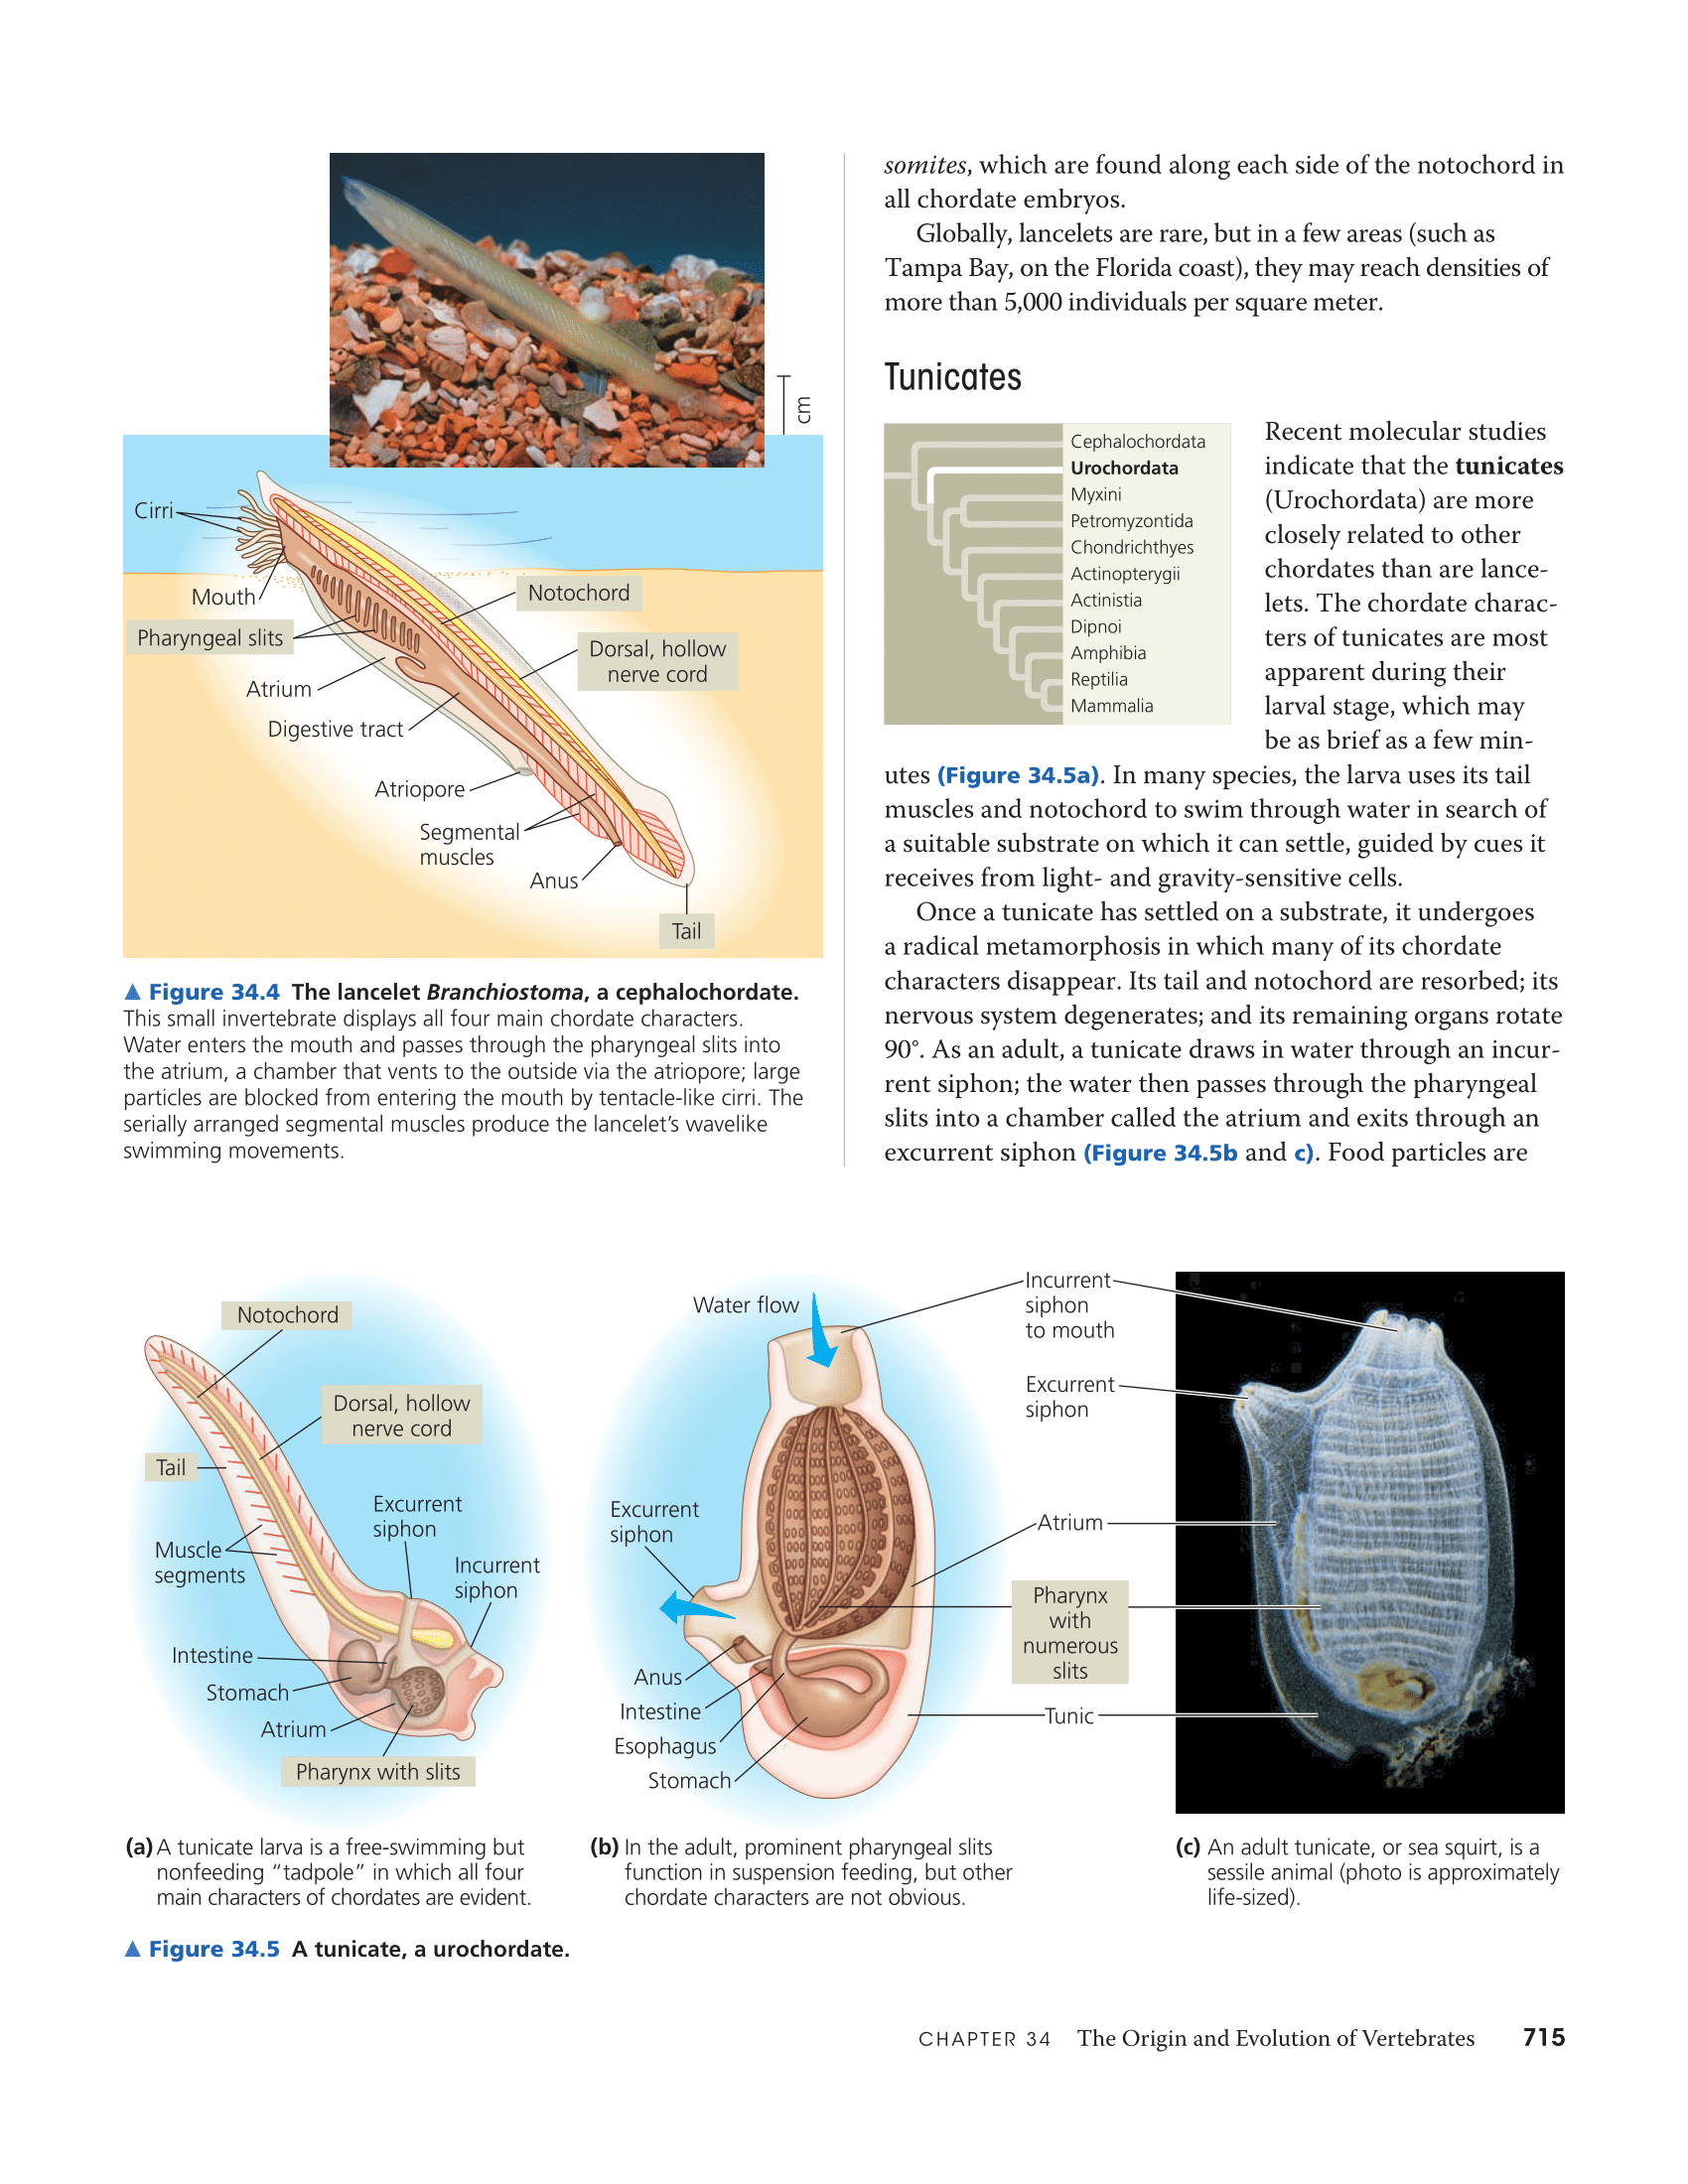 cm
Cirri
Mouth
Pharyngeal slits
Atrium
Digestive tract
Atriopore
Segmental
muscles
Anus
Notochord
Dorsal, hollow
nerve cord
Tail
▲ Figure 34.4 The lancelet Branchiostoma, a cephalochordate.
This small invertebrate displays all four main chordate characters.
Water enters the mouth and passes through the pharyngeal slits into
the atrium, a chamber that vents to the outside via the atriopore; large
particles are blocked from entering the mouth by tentacle-like cirri. The
serially arranged segmental muscles produce the lancelet's wavelike
swimming movements.
somites, which are found along each side of the notochord in
all chordate embryos.
Globally, lancelets are rare, but in a few areas (such as
Tampa Bay, on the Florida coast), they may reach densities of
more than 5,000 individuals per square meter.
Tunicates
Cephalochordata
Urochordata
Myxini
Petromyzontida
Chondrichthyes
Actinopterygii
Actinistia
Dipnoi
Amphibia
Reptilia
Mammalia
Recent molecular studies
indicate that the tunicates
(Urochordata) are more
closely related to other
chordates than are lance-
lets. The chordate charac-
ters of tunicates are most
apparent during their
larval stage, which may
be as brief as a few min-
utes (Figure 34.5a). In many species, the larva uses its tail
muscles and notochord to swim through water in search of
a suitable substrate on which it can settle, guided by cues it
receives from light- and gravity-sensitive cells.
Once a tunicate has settled on a substrate, it undergoes
a radical metamorphosis in which many of its chordate
characters disappear. Its tail and notochord are resorbed; its
nervous system degenerates; and its remaining organs rotate
90°. As an adult, a tunicate draws in water through an incur-
rent siphon; the water then passes through the pharyngeal
slits into a chamber called the atrium and exits through an
excurrent siphon (Figure 34.5b and c). Food particles are
Notochord
Dorsal, hollow
nerve cord
Tail
Excurrent
siphon
Muscle
segments
Incurrent
siphon
Intestine
Stomach
Atrium
Pharynx with slits
(a) A tunicate larva is a free-swimming but
nonfeeding "tadpole" in which all four
main characters of chordates are evident.
Water flow
Excurrent
siphon
Anus
Intestine
Esophagus
Stomach
(b) In the adult, prominent pharyngeal slits
function in suspension feeding, but other
chordate characters are not obvious.
Incurrent
siphon
to mouth
Excurrent
siphon
Atrium
Pharynx
with
numerous
slits
Tunic
(c) An adult tunicate, or sea squirt, is a
sessile animal (photo is approximately
life-sized).
▲ Figure 34.5 A tunicate, a urochordate.
CHAPTER 34 The Origin and Evolution of Vertebrates 715